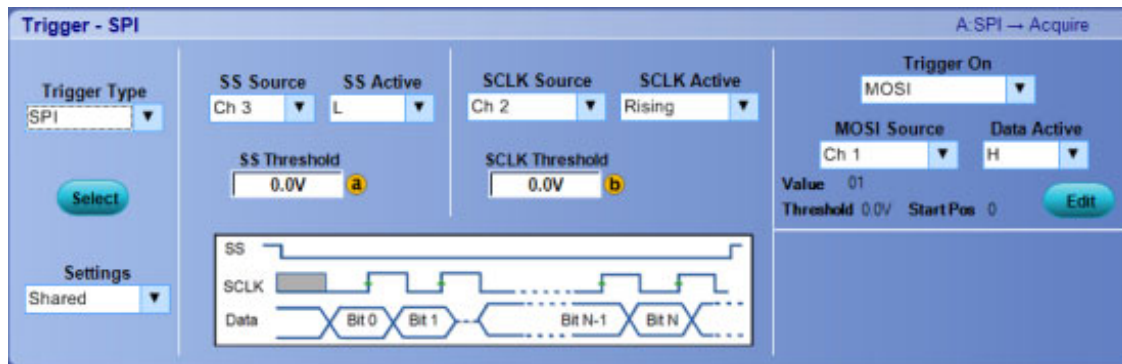 Trigger - SPI
A:SPI → Acquire
Trigger Type
SPI
Select
Settings
Shared
SS Source SS Active
Ch 3 L
SS Threshold
0.0V a
SCLK Source SCLK Active
Ch 2 Rising
SCLK Threshold
0.0V b
SS
SCLK
Data Bit 0 Bit 1 Bit N-1 Bit N
Trigger On
MOSI
MOSI Source Data Active
Ch 1 H
Value 01
Threshold 0.0V Start Pos 0
Edit